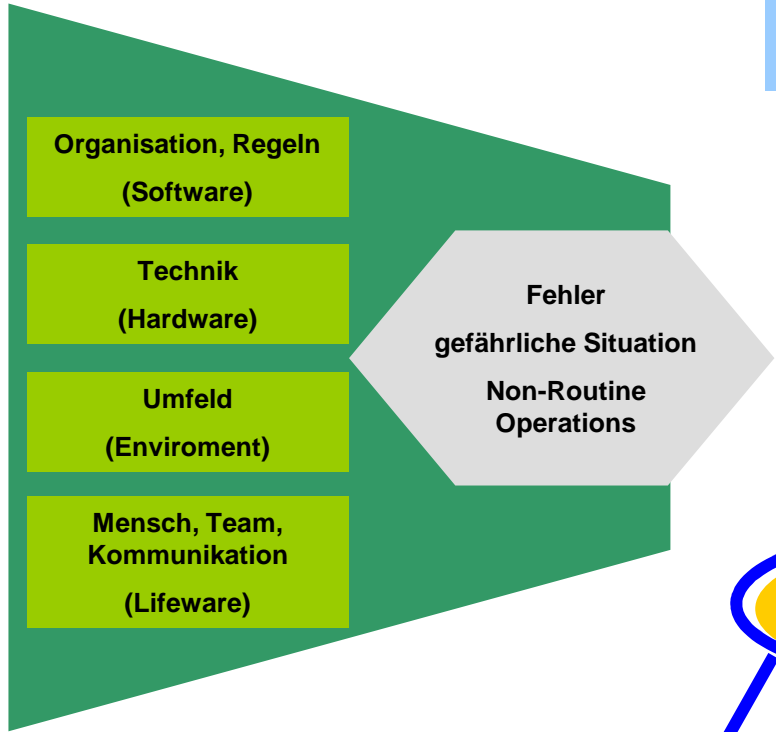 Organisation, Regeln
(Software)
Technik
(Hardware)
Umfeld
(Enviroment)
Mensch, Team,
Kommunikation
(Lifeware)
Fehler
gefährliche Situation
Non-Routine
Operations